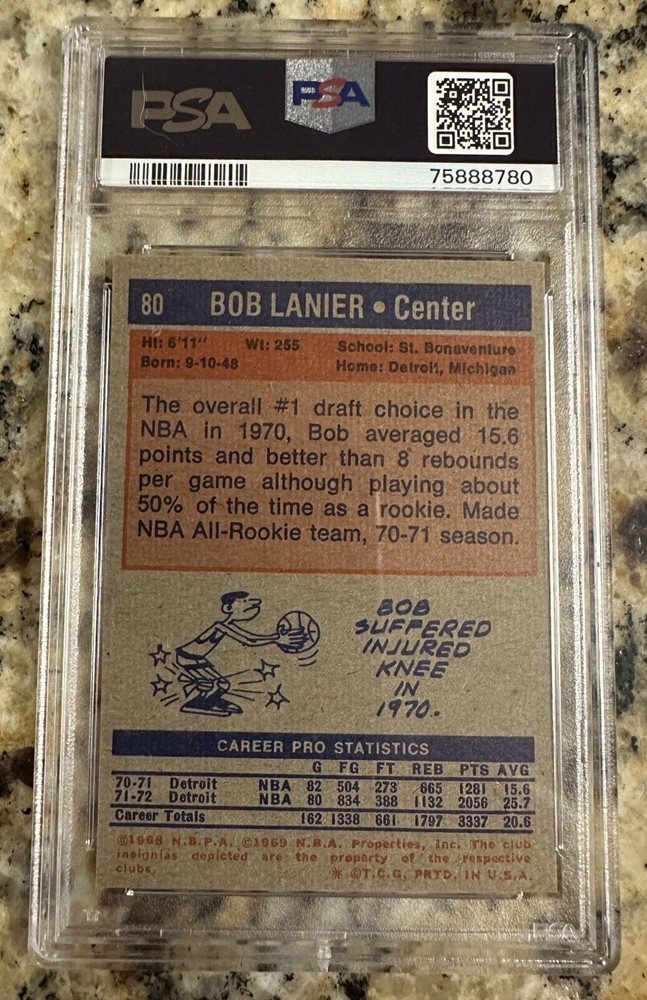 PSA
PSA
75888780
80 BOB LANIER • Center
Ht: 6'11" Wt: 255 School: St. Bonaventure
Born: 9-10-48 Home: Detroit, Michigan
The overall #1 draft choice in the
NBA in 1970, Bob averaged 15.6
points and better than 8 rebounds
per game although playing about
50% of the time as a rookie. Made
NBA All-Rookie team, 70-71 season.
BOB
SUFFERED
INJURED
KNEE
IN
1970.
CAREER PRO STATISTICS
G FG FT REB PTS AVG
70-71 Detroit NBA 82 504 273 665 1281 15.6
71-72 Detroit NBA 80 834 388 1132 2056 25.7
Career Totals 162 1338 661 1797 3337 20.6
©1968 N.B.P.A. ©1969 N.B.A. Properties, Inc. The club
insignias depicted are the property of the respective
clubs. * ©T.C.G. PRTD. IN U.S.A.
PSA